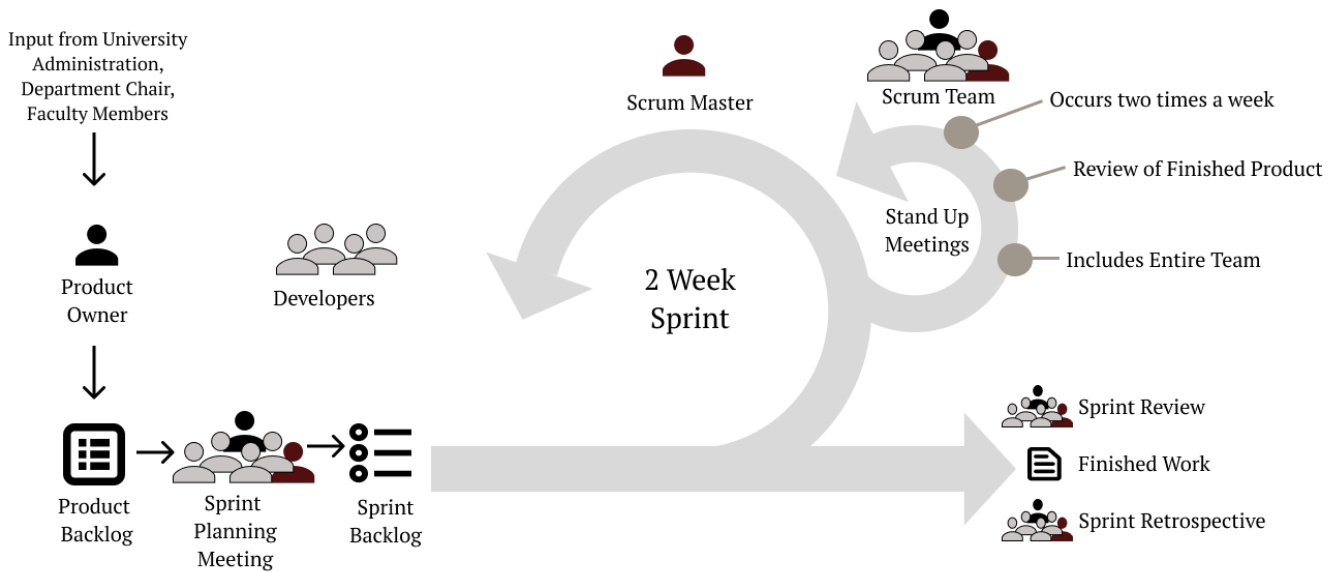 Input from University
Administration,
Department Chair,
Faculty Members
Product
Owner
Developers
Product
Backlog
Sprint
Planning
Meeting
Sprint
Backlog
Scrum Master
2 Week
Sprint
Scrum Team
Stand Up
Meetings
Occurs two times a week
Review of Finished Product
Includes Entire Team
Sprint Review
Finished Work
Sprint Retrospective